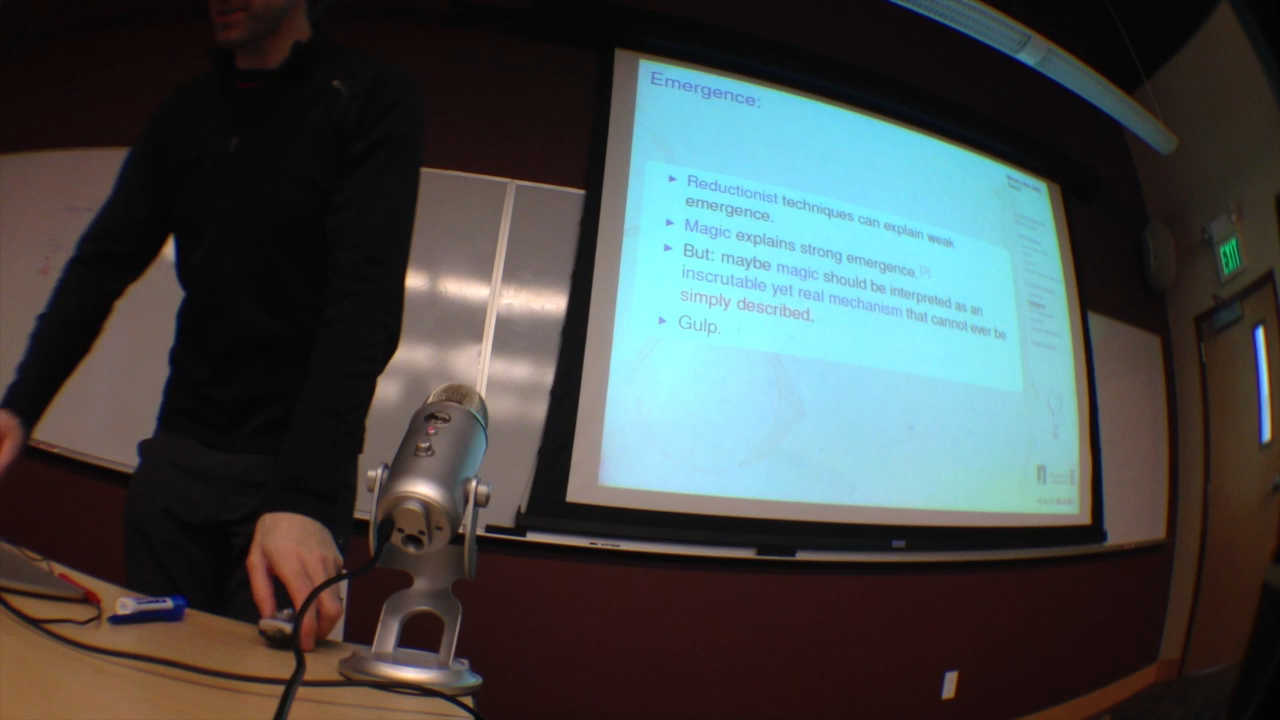 Emergence:
Reductionist techniques can explain weak
emergence.
Magic explains strong emergence.[3]
But: maybe magic should be interpreted as an
inscrutable yet real mechanism that cannot ever be
simply described.
Gulp.
EXIT